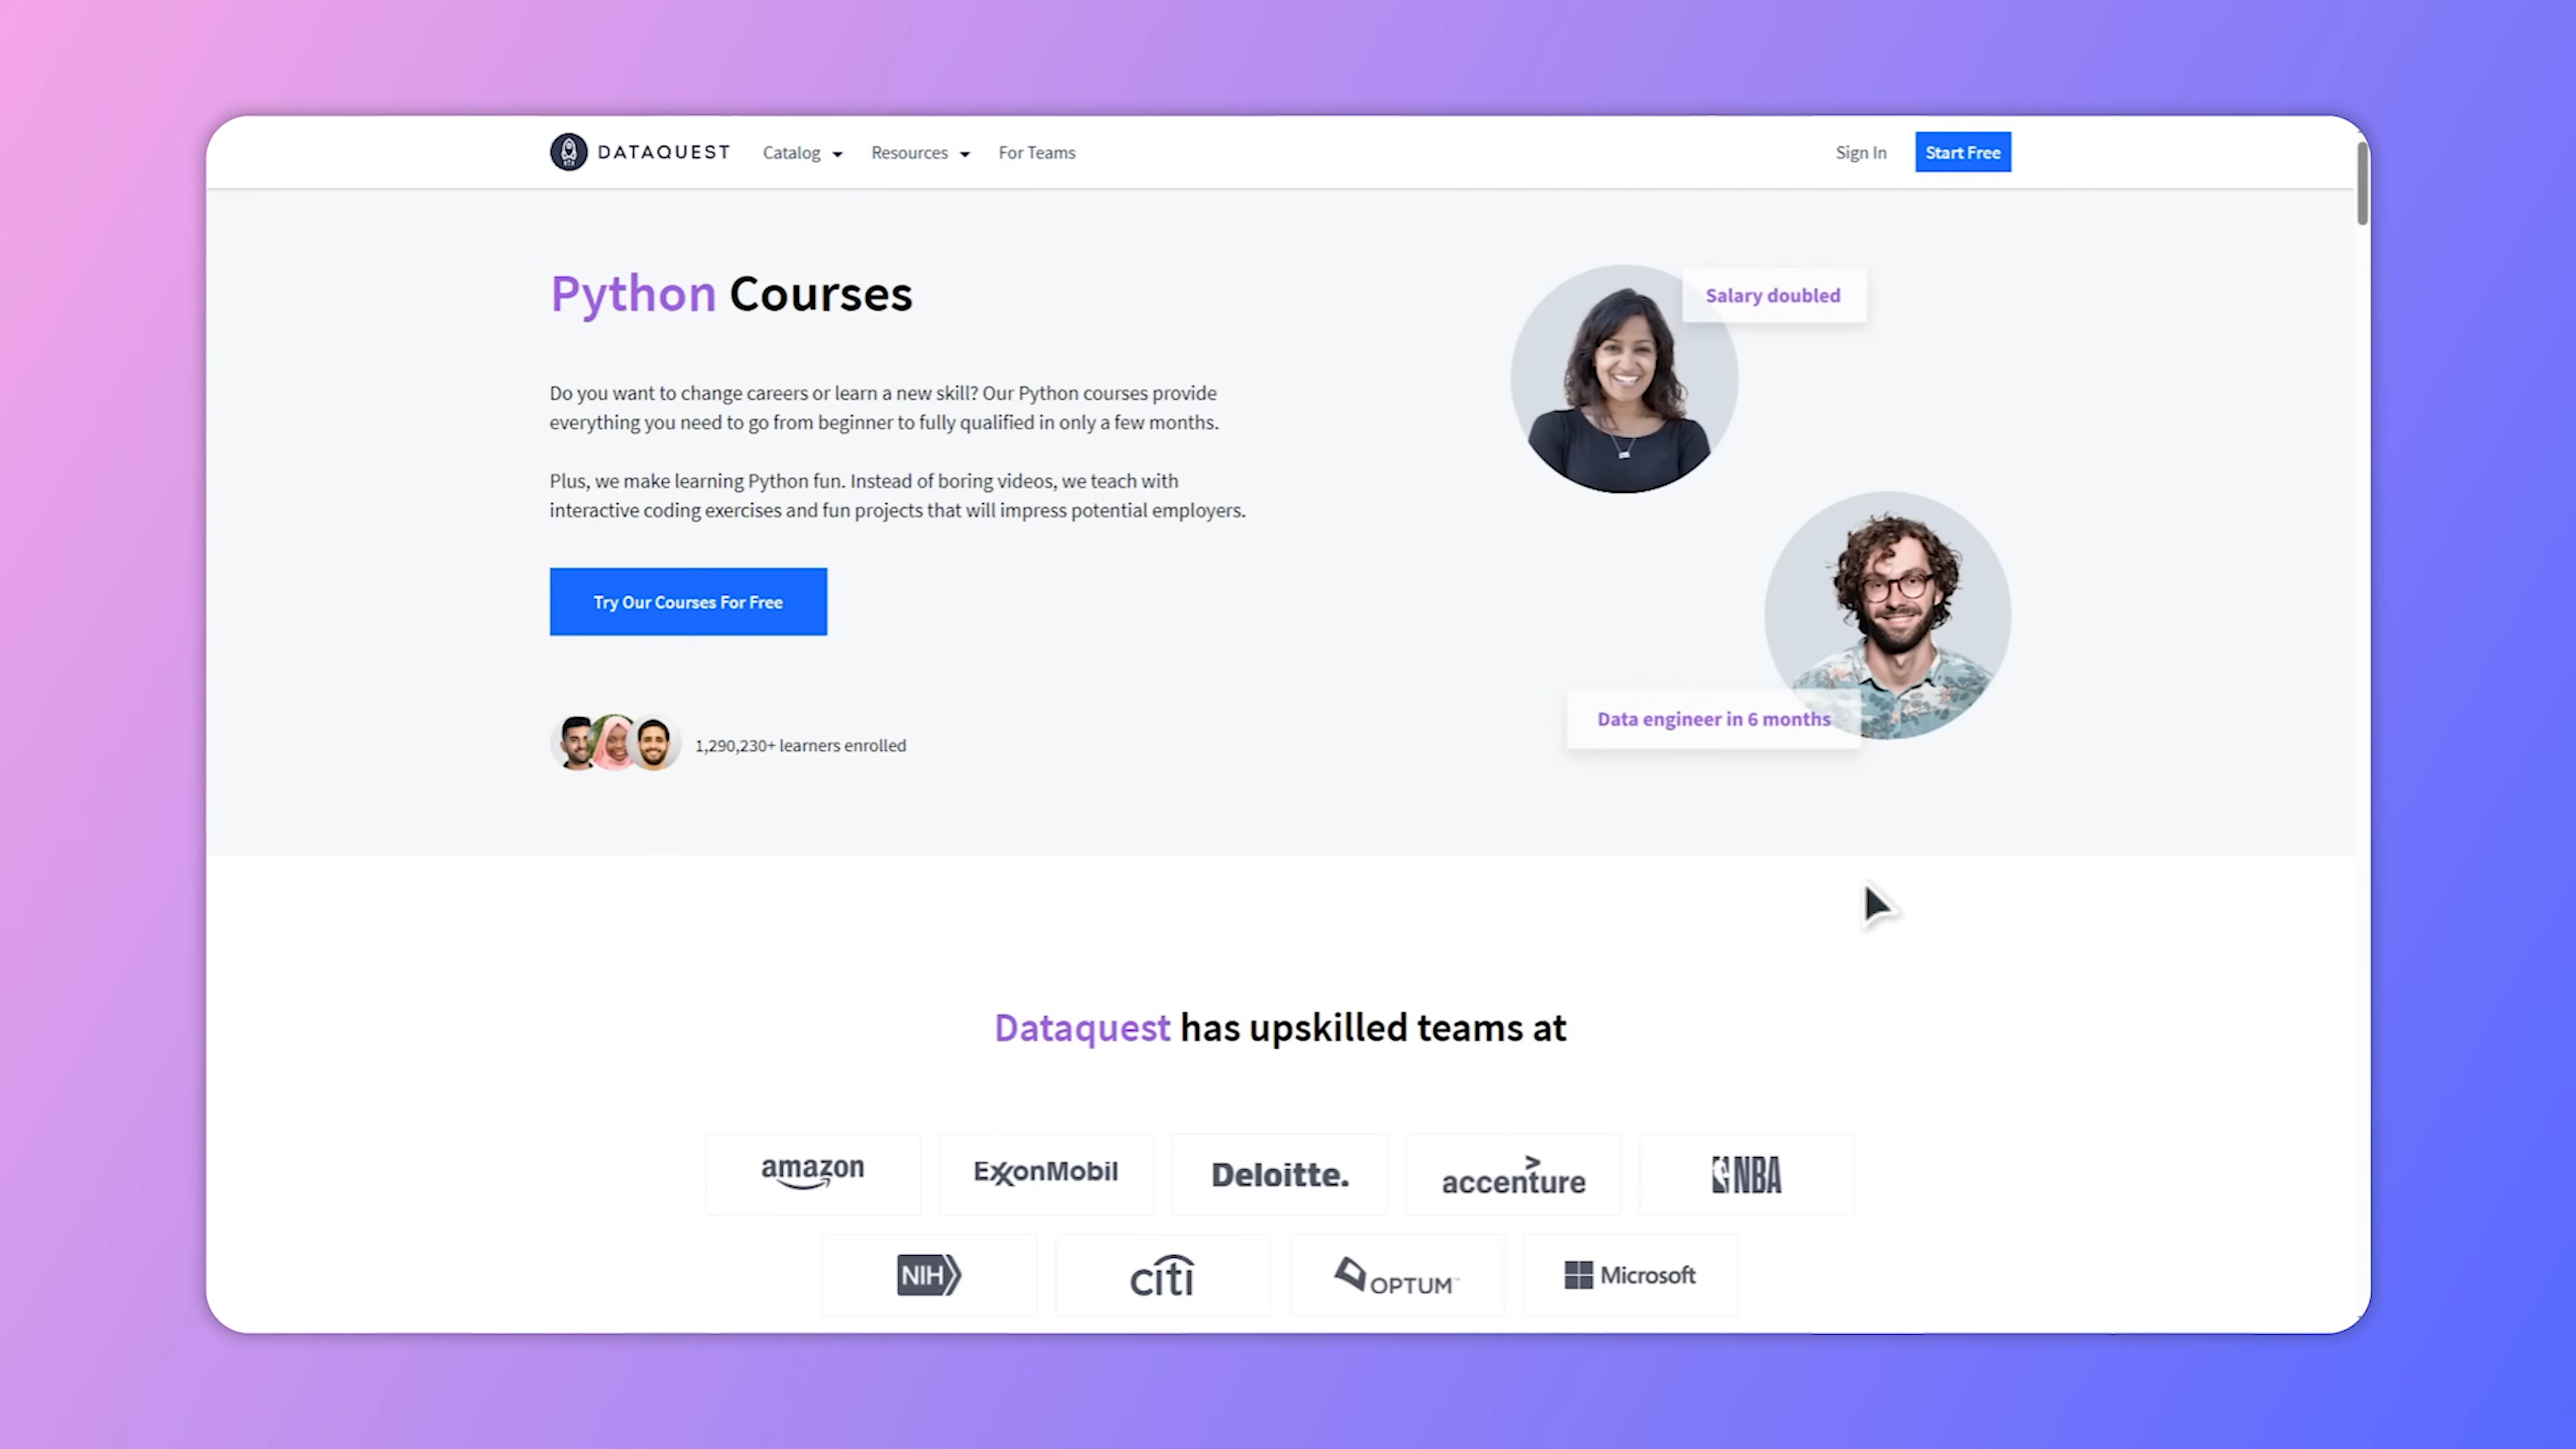 DATAQUEST
Catalog
Resources
For Teams
Sign In
Start Free
Python Courses
Salary doubled
Do you want to change careers or learn a new skill? Our Python courses provide
everything you need to go from beginner to fully qualified in only a few months.
Plus, we make learning Python fun. Instead of boring videos, we teach with
interactive coding exercises and fun projects that will impress potential employers.
Try Our Courses For Free
Data engineer in 6 months
1,290,230+ learners enrolled
Dataquest has upskilled teams at
amazon
ExxonMobil
Deloitte.
accenture
NBA
NIH
citi
OPTUM
Microsoft